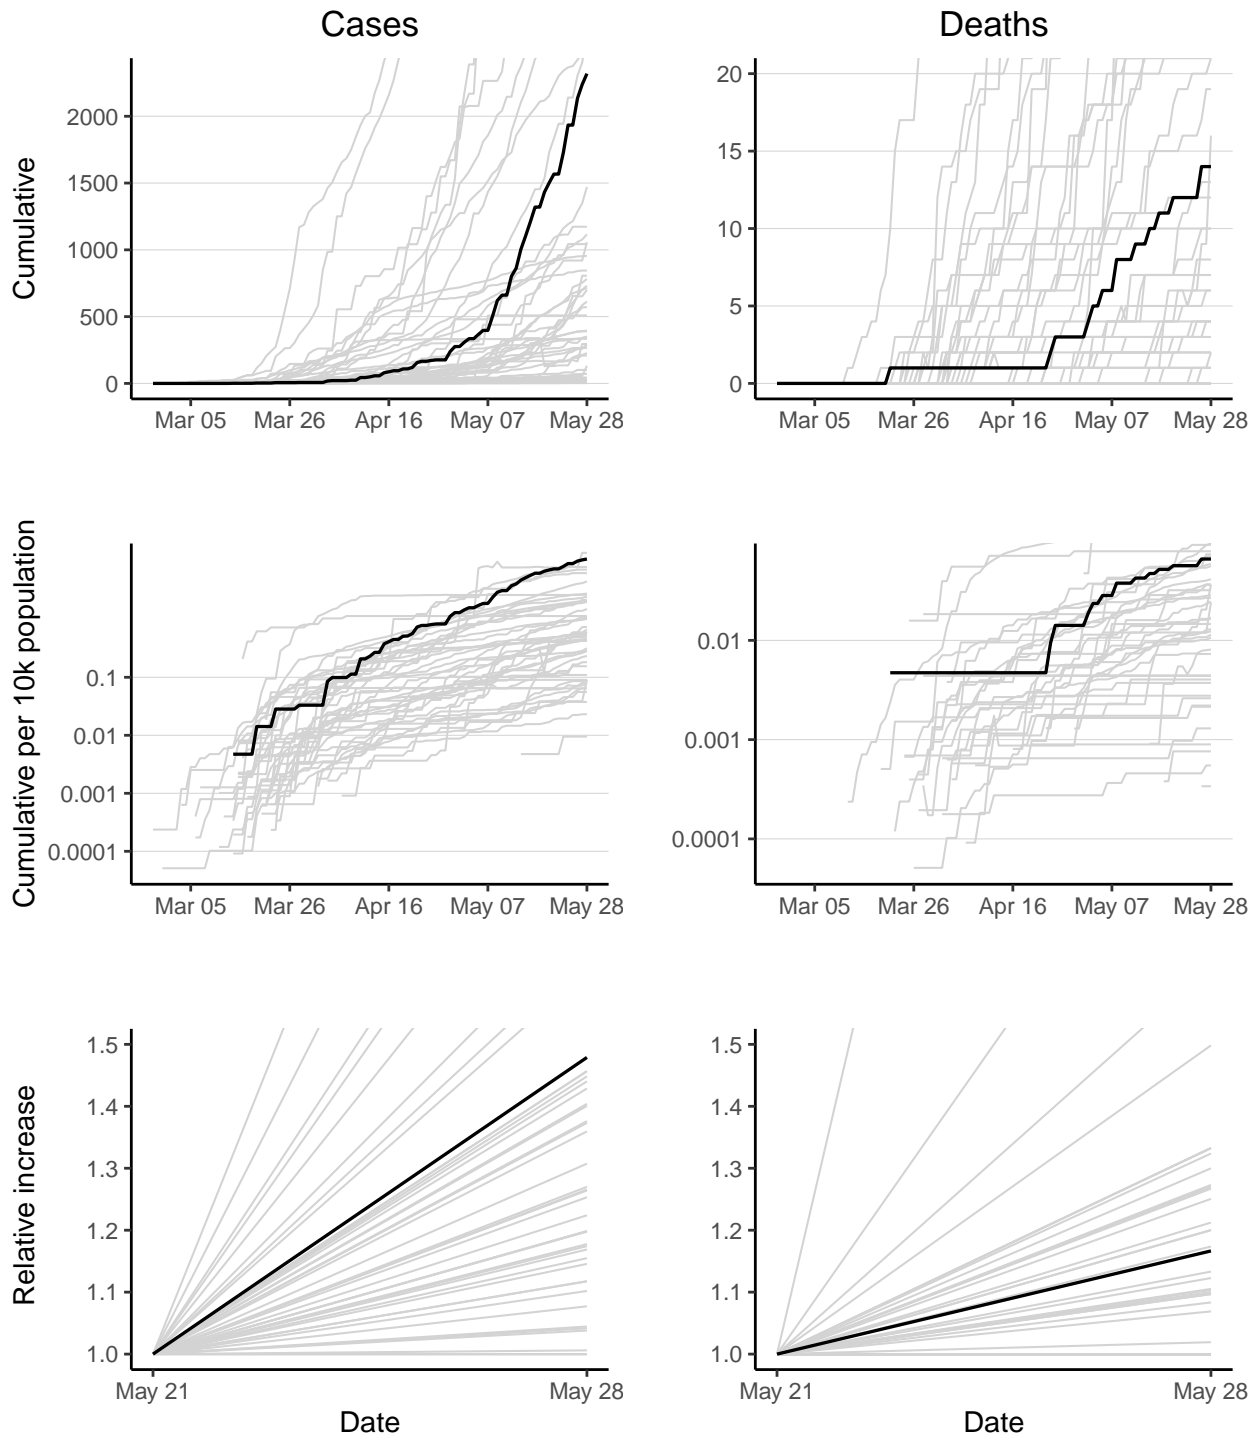 Cases
Deaths
Cumulative
2000
1500
1000
500
0
Mar 05 Mar 26 Apr 16 May 07 May 28
20
15
10
5
0
Mar 05 Mar 26 Apr 16 May 07 May 28
Cumulative per 10k population
0.1
0.01
0.001
0.0001
Mar 05 Mar 26 Apr 16 May 07 May 28
0.01
0.001
0.0001
Mar 05 Mar 26 Apr 16 May 07 May 28
Relative increase
1.5
1.4
1.3
1.2
1.1
1.0
May 21 May 28
Date
1.5
1.4
1.3
1.2
1.1
1.0
May 21 May 28
Date